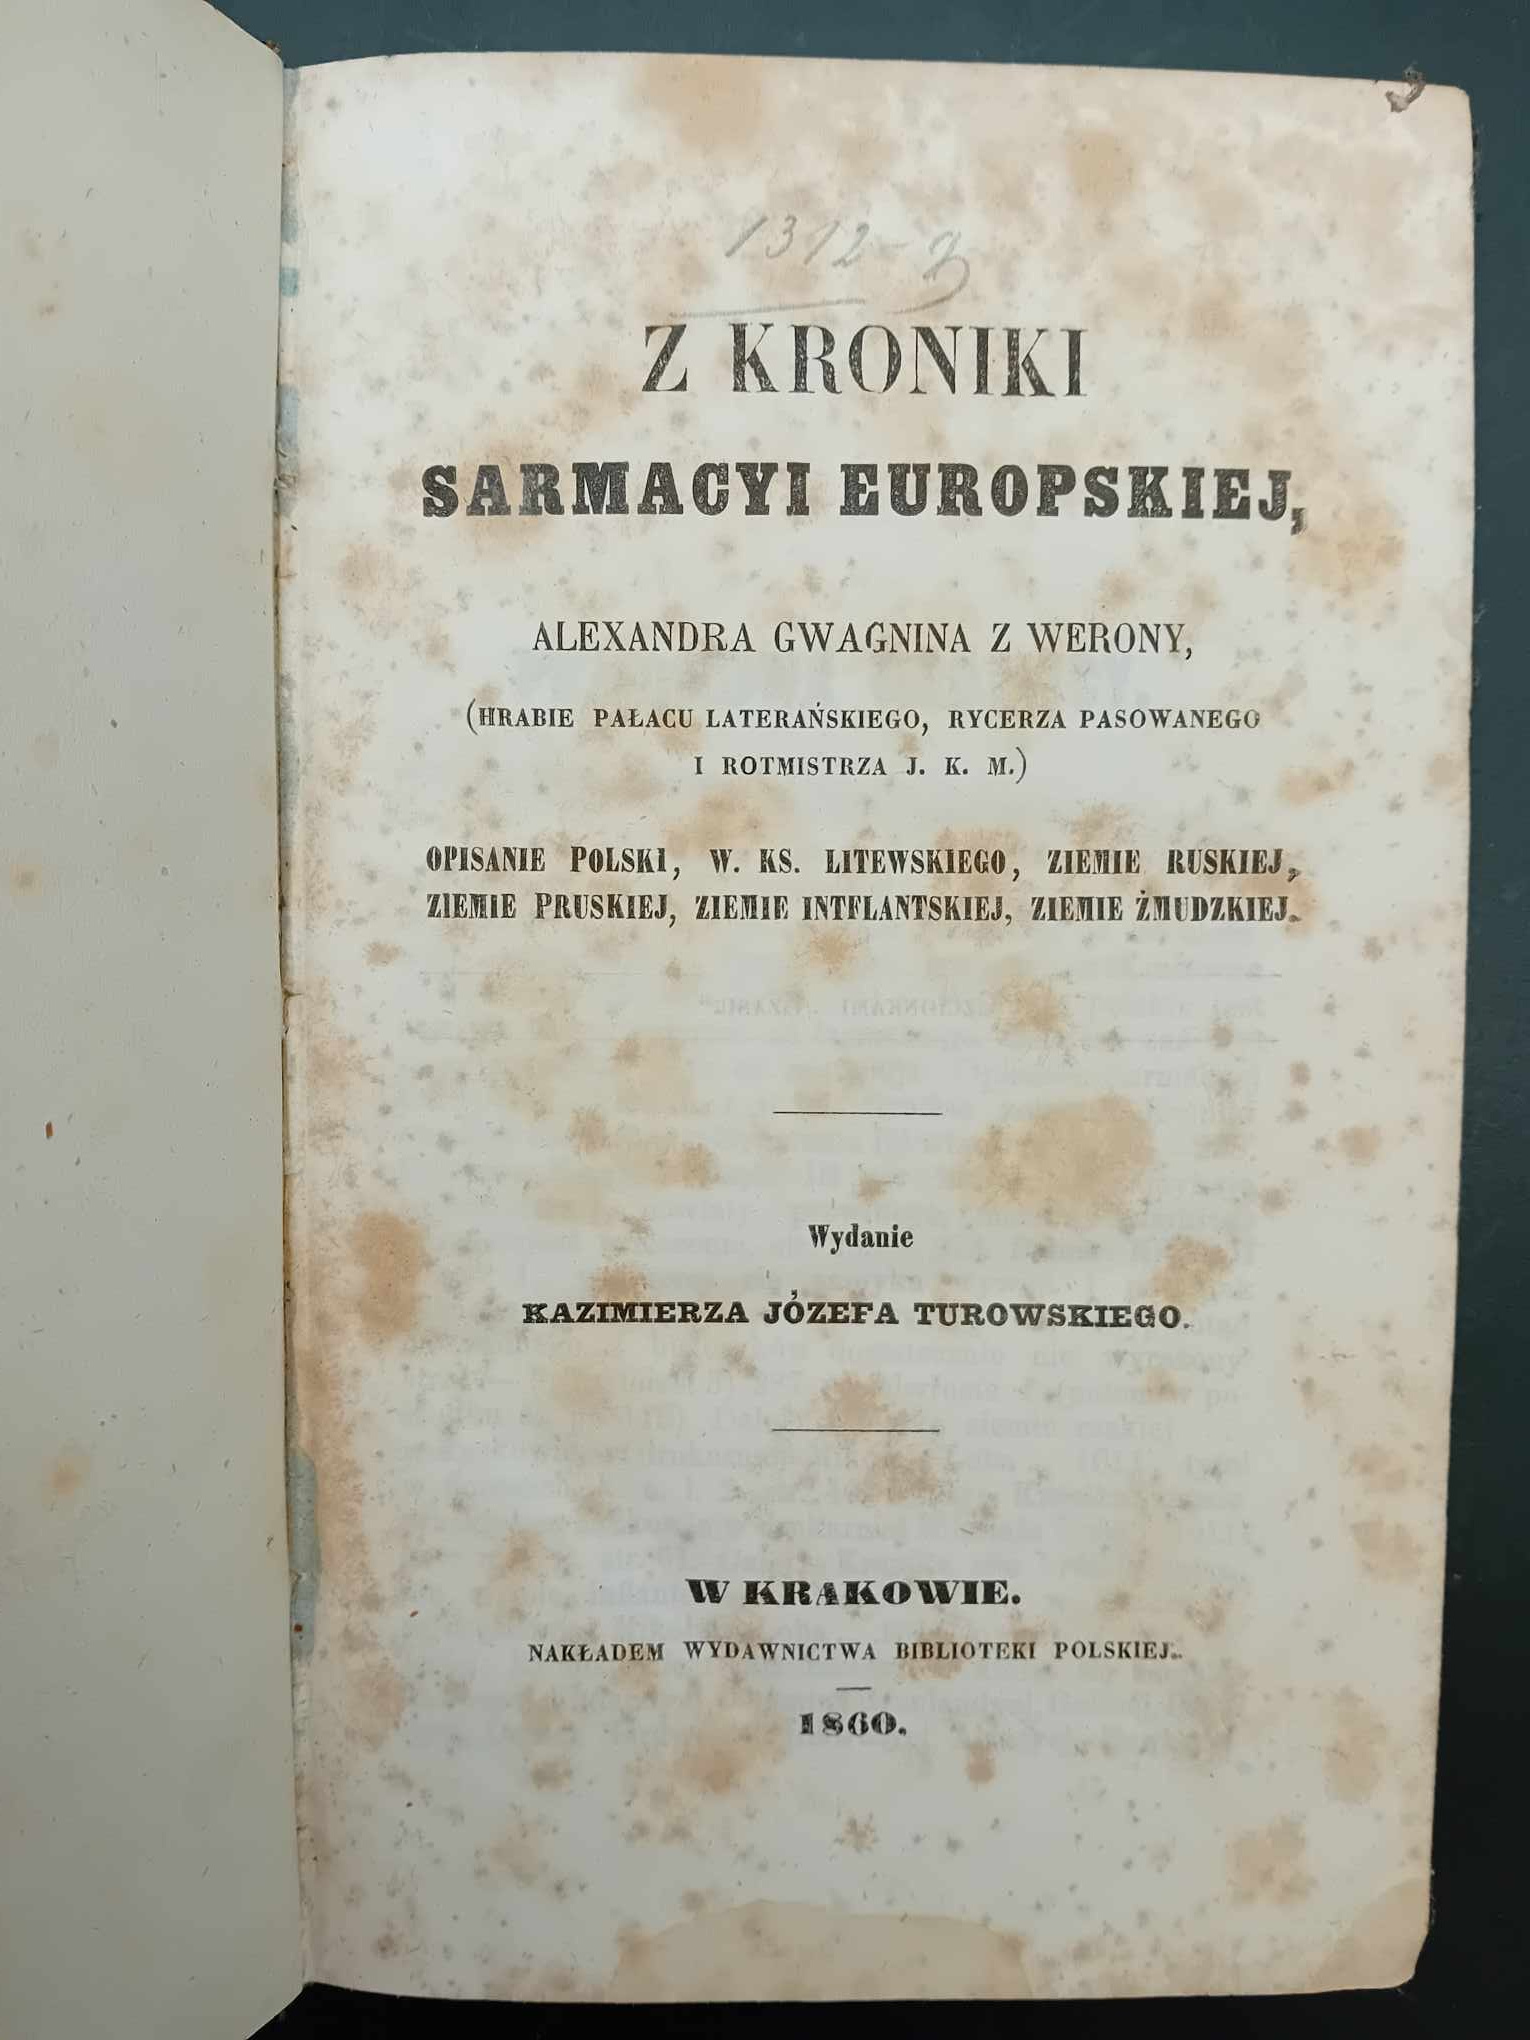 1312-
Z KRONIKI
SARMACYI EUROPSKIEJ,
ALEXANDRA GWAGNINA Z WERONY,
(HRABIE PAŁACU LATERAŃSKIEGO, RYCERZA PASOWANEGO
I ROTMISTRZA J. K. M.)
OPISANIE POLSKI, W. KS. LITEWSKIEGO, ZIEMIE RUSKIEJ,
ZIEMIE PRUSKIEJ, ZIEMIE INTFLANTSKIEJ, ZIEMIE ŻMUDZKIEJ.
Wydanie
KAZIMIERZA JÓZEFA TUROWSKIEGO.
W KRAKOWIE.
NAKŁADEM WYDAWNICTWA BIBLIOTEKI POLSKIEJ.
1860.